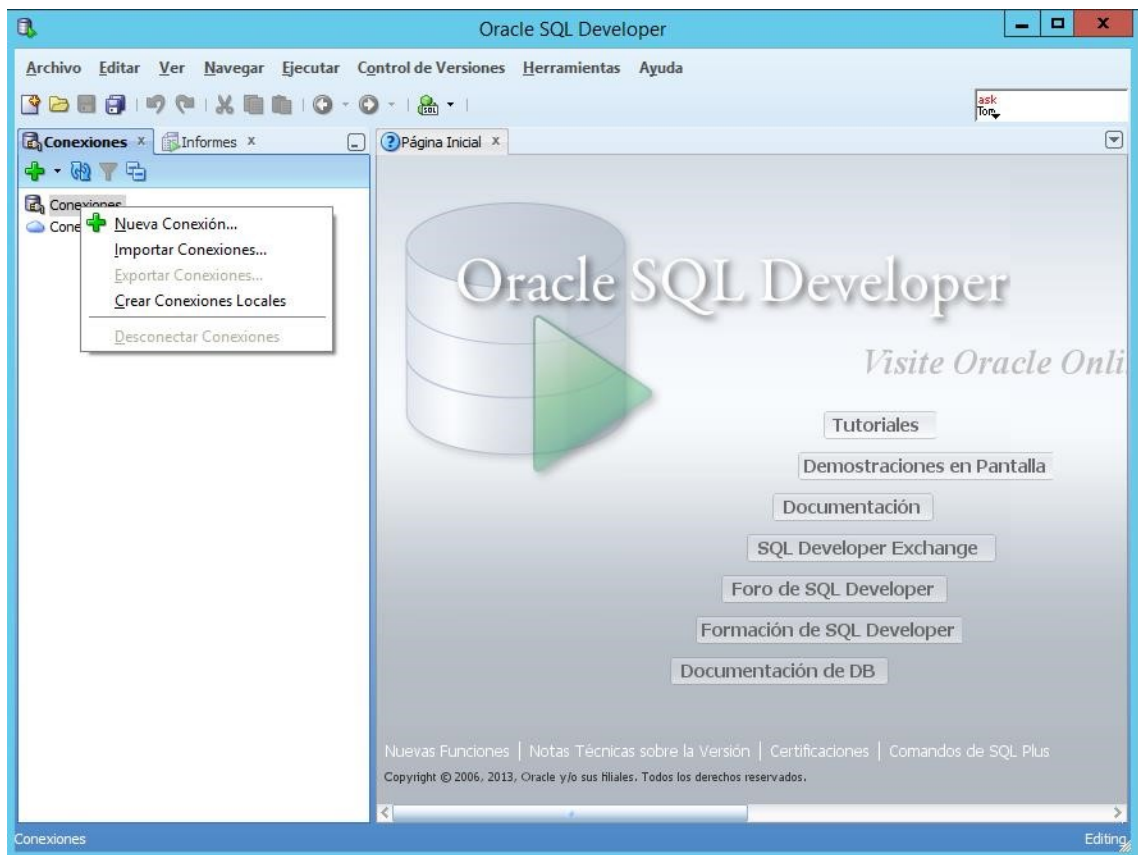 Oracle SQL Developer
Archivo Editar Ver Navegar Ejecutar Control de Versiones Herramientas Ayuda
SQL
ask
Tom
Conexiones x Informes x
Página Inicial x
Conexiones
Cone
Nueva Conexión...
Importar Conexiones...
Exportar Conexiones...
Crear Conexiones Locales
Desconectar Conexiones
Oracle SQL Developer
Visite Oracle Onli
Tutoriales
Demostraciones en Pantalla
Documentación
SQL Developer Exchange
Foro de SQL Developer
Formación de SQL Developer
Documentación de DB
Nuevas Funciones | Notas Técnicas sobre la Versión | Certificaciones | Comandos de SQL Plus
Copyright © 2006, 2013, Oracle y/o sus filiales. Todos los derechos reservados.
Conexiones
Editing